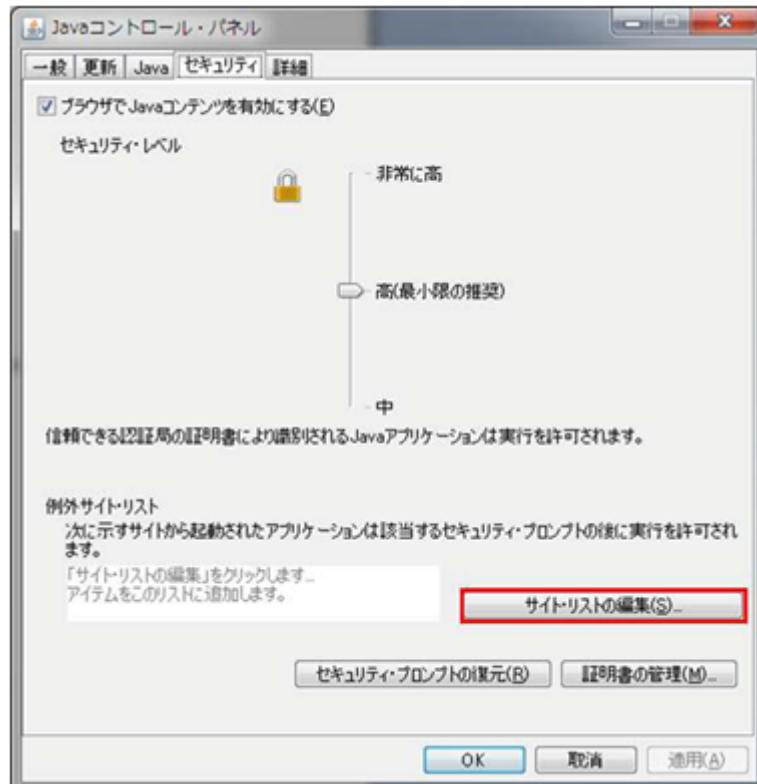 Javaコントロール・パネル
一般 更新 Java セキュリティ 詳細
ブラウザでJavaコンテンツを有効にする(E)
セキュリティ・レベル
非常に高
高(最小限の推奨)
中
信頼できる認証局の証明書により識別されるJavaアプリケーションは実行を許可されます。
例外サイト・リスト
次に示すサイトから起動されたアプリケーションは該当するセキュリティ・プロンプトの後に実行を許可され
ます。
「サイト・リストの編集」をクリックします...
アイテムをこのリストに追加します。
サイト・リストの編集(S)...
セキュリティ・プロンプトの復元(R) 証明書の管理(M)...
OK 取消 適用(A)